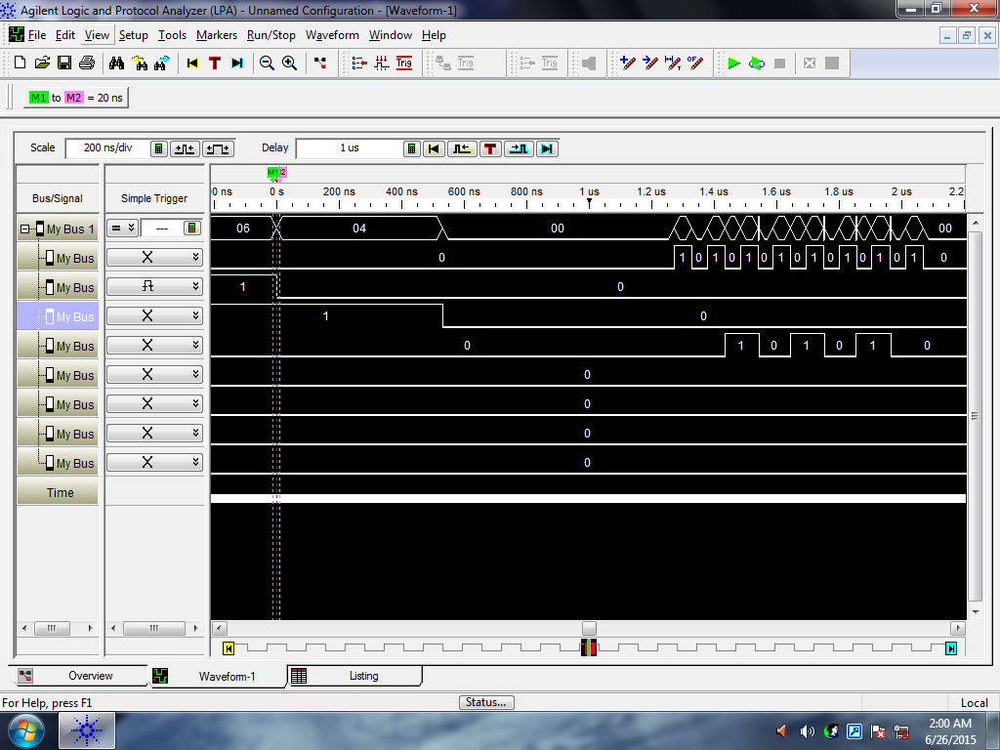 Agilent Logic and Protocol Analyzer (LPA) - Unnamed Configuration - [Waveform-1]
File Edit View Setup Tools Markers Run/Stop Waveform Window Help
Trig Trig Trig
M1 to M2 = 20 ns
Scale 200 ns/div Delay 1 us
M1 2
Bus/Signal Simple Trigger 0 ns 0 s 200 ns 400 ns 600 ns 800 ns 1 us 1.2 us 1.4 us 1.6 us 1.8 us 2 us 2.2
My Bus 1 = --- 06 04 00 00
My Bus X 0 1 0 1 0 1 0 1 0 1 0 1 0 1 0 1 0
My Bus 1 0
My Bus X 1 0
My Bus X 0 1 0 1 0 1 0
My Bus X 0
My Bus X 0
My Bus X 0
My Bus X 0
Time
Overview Waveform-1 Listing
For Help, press F1 Status... Local
2:00 AM
6/26/2015